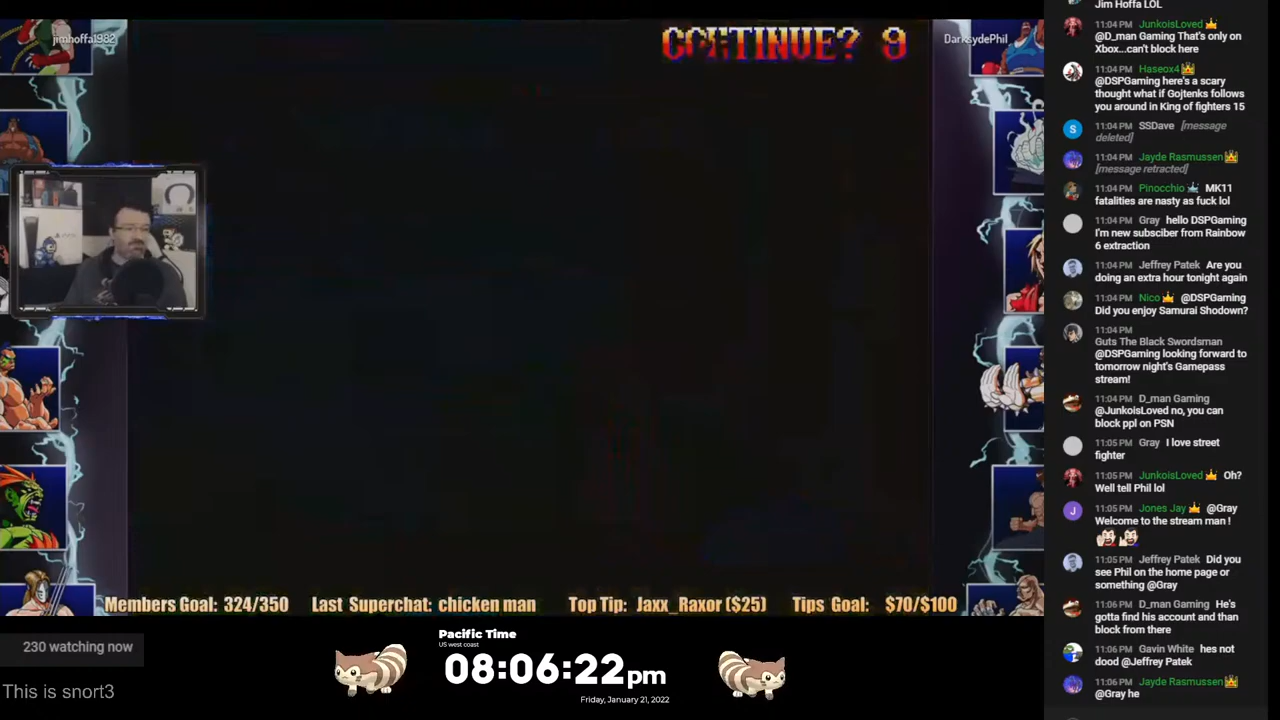 jimhoffa1982
CONTINUE? 9
DarksydePhil
Members Goal: 324/350
Last Superchat: chicken man
Top Tip: Jaxx_Raxor ($25)
Tips Goal: $70/$100
230 watching now
This is snort3
Pacific Time
US west coast
08:06:22pm
Friday, January 21, 2022
Jim Hoffa LOL
11:04 PM JunkoisLoved
@D_man Gaming That's only on
Xbox...can't block here
11:04 PM Haseox4
@DSPGaming here's a scary
thought what if Gojtenks follows
you around in King of fighters 15
11:04 PM SSDave [message
deleted]
11:04 PM Jayde Rasmussen
[message retracted]
11:04 PM Pinocchio MK11
fatalities are nasty as fuck lol
11:04 PM Gray hello DSPGaming
I'm new subsciber from Rainbow
6 extraction
11:04 PM Jeffrey Patek Are you
doing an extra hour tonight again
11:04 PM Nico @DSPGaming
Did you enjoy Samurai Shodown?
11:04 PM
Guts The Black Swordsman
@DSPGaming looking forward to
tomorrow night's Gamepass
stream!
11:04 PM D_man Gaming
@JunkoisLoved no, you can
block ppl on PSN
11:05 PM Gray I love street
fighter
11:05 PM JunkoisLoved Oh?
Well tell Phil lol
11:05 PM Jones Jay @Gray
Welcome to the stream man !
11:05 PM Jeffrey Patek Did you
see Phil on the home page or
something @Gray
11:06 PM D_man Gaming He's
gotta find his account and than
block from there
11:06 PM Gavin White hes not
dood @Jeffrey Patek
11:06 PM Jayde Rasmussen
@Gray he